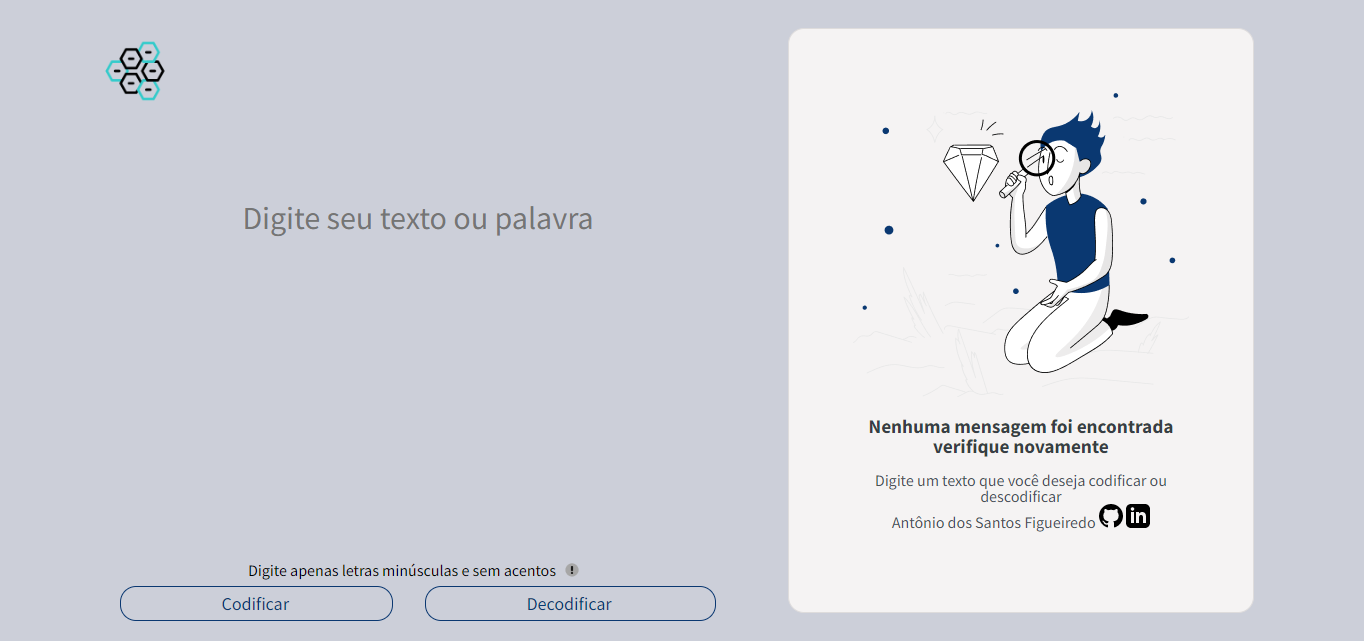 Digite seu texto ou palavra
Digite apenas letras minúsculas e sem acentos
Codificar
Decodificar
Nenhuma mensagem foi encontrada
verifique novamente
Digite um texto que você deseja codificar ou
descodificar
Antônio dos Santos Figueiredo in